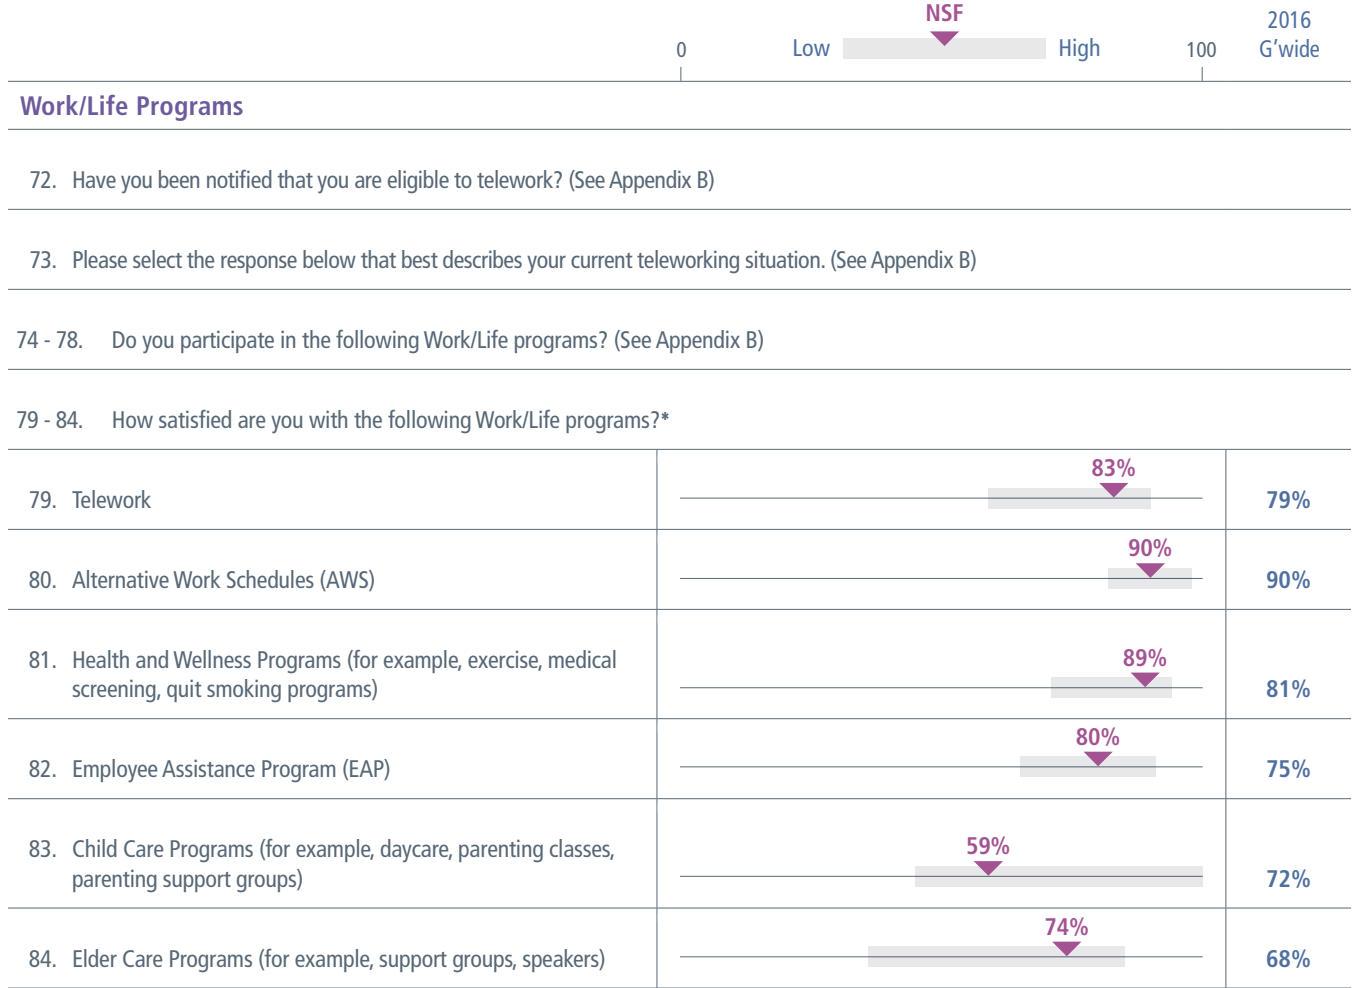 NSF
2016
0 Low High 100 G’wide
Work/Life Programs
72. Have you been notified that you are eligible to telework? (See Appendix B)
73. Please select the response below that best describes your current teleworking situation. (See Appendix B)
74 - 78. Do you participate in the following Work/Life programs? (See Appendix B)
79 - 84. How satisfied are you with the following Work/Life programs?*
83%
79. Telework 79%
90%
80. Alternative Work Schedules (AWS) 90%
81. Health and Wellness Programs (for example, exercise, medical
89%
screening, quit smoking programs) 81%
80%
82. Employee Assistance Program (EAP) 75%
83. Child Care Programs (for example, daycare, parenting classes,
59%
parenting support groups) 72%
74%
84. Elder Care Programs (for example, support groups, speakers) 68%